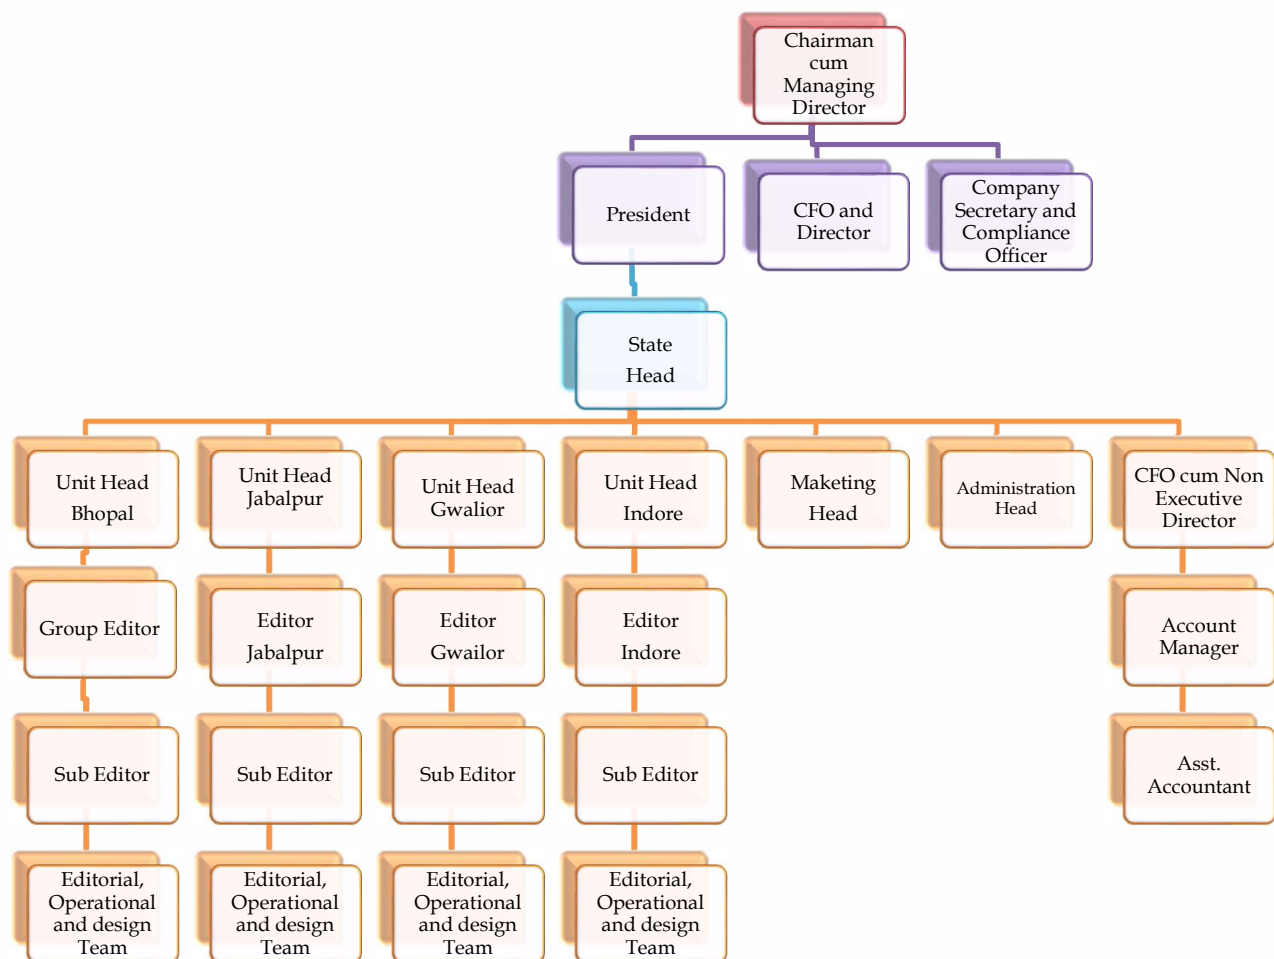 Chairman
cum
Managing
Director
President
CFO and
Director
Company
Secretary and
Compliance
Officer
State
Head
Unit Head
Bhopal
Unit Head
Jabalpur
Unit Head
Gwalior
Unit Head
Indore
Maketing
Head
Administration
Head
CFO cum Non
Executive
Director
Group Editor
Editor
Jabalpur
Editor
Gwailor
Editor
Indore
Account
Manager
Sub Editor
Sub Editor
Sub Editor
Sub Editor
Asst.
Accountant
Editorial,
Operational
and design
Team
Editorial,
Operational
and design
Team
Editorial,
Operational
and design
Team
Editorial,
Operational
and design
Team